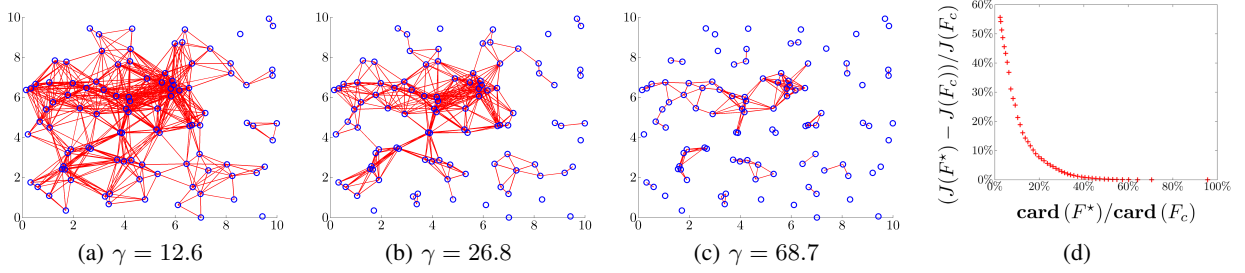 10
8
6
4
2
0
0 2 4 6 8 10
(a) γ = 12.6
10
8
6
4
2
0
0 2 4 6 8 10
(b) γ = 26.8
10
8
6
4
2
0
0 2 4 6 8 10
(c) γ = 68.7
(J(F⋆) − J(F_c))/J(F_c)
60%
50%
40%
30%
20%
10%
0%
0% 20% 40% 60% 80% 100%
card (F⋆)/card (F_c)
(d)